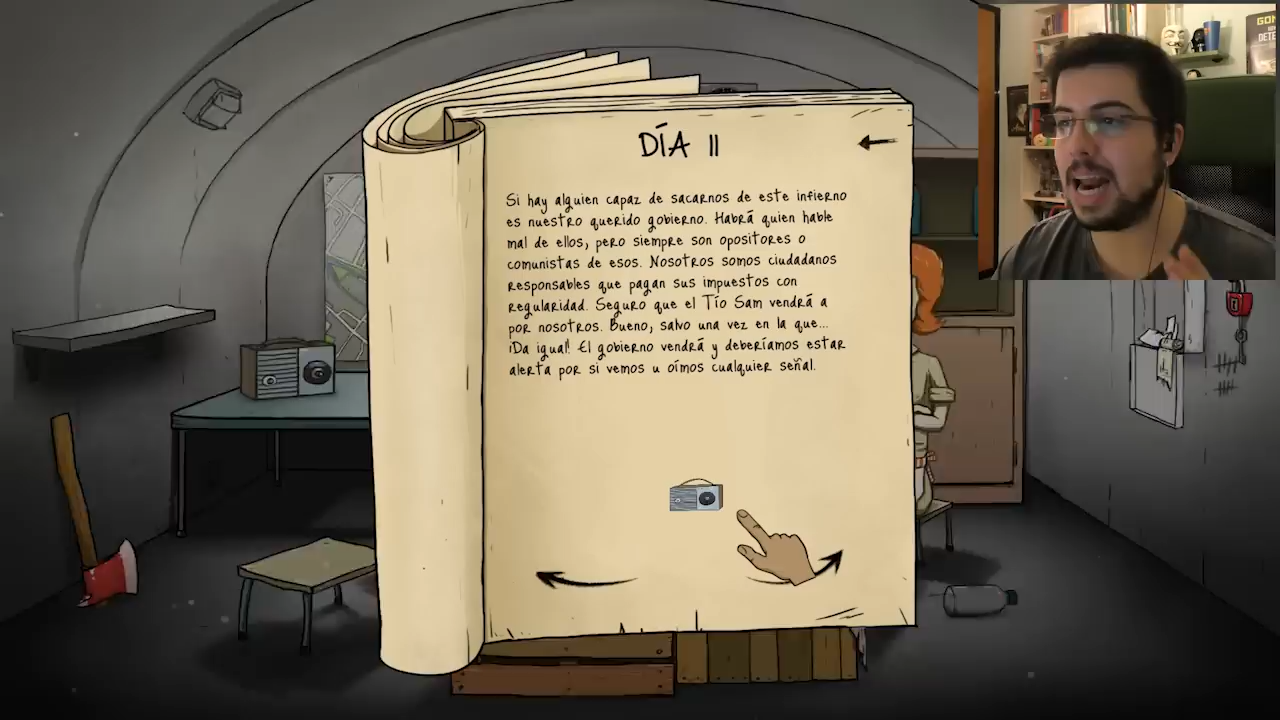 DÍA 11
Si hay alguien capaz de sacarnos de este infierno
es nuestro querido gobierno. Habrá quien hable
mal de ellos, pero siempre son opositores o
comunistas de esos. Nosotros somos ciudadanos
responsables que pagan sus impuestos con
regularidad. Seguro que el Tío Sam vendrá a
por nosotros. Bueno, salvo una vez en la que...
¡Da igual! El gobierno vendrá y deberíamos estar
alerta por si vemos u oímos cualquier señal.